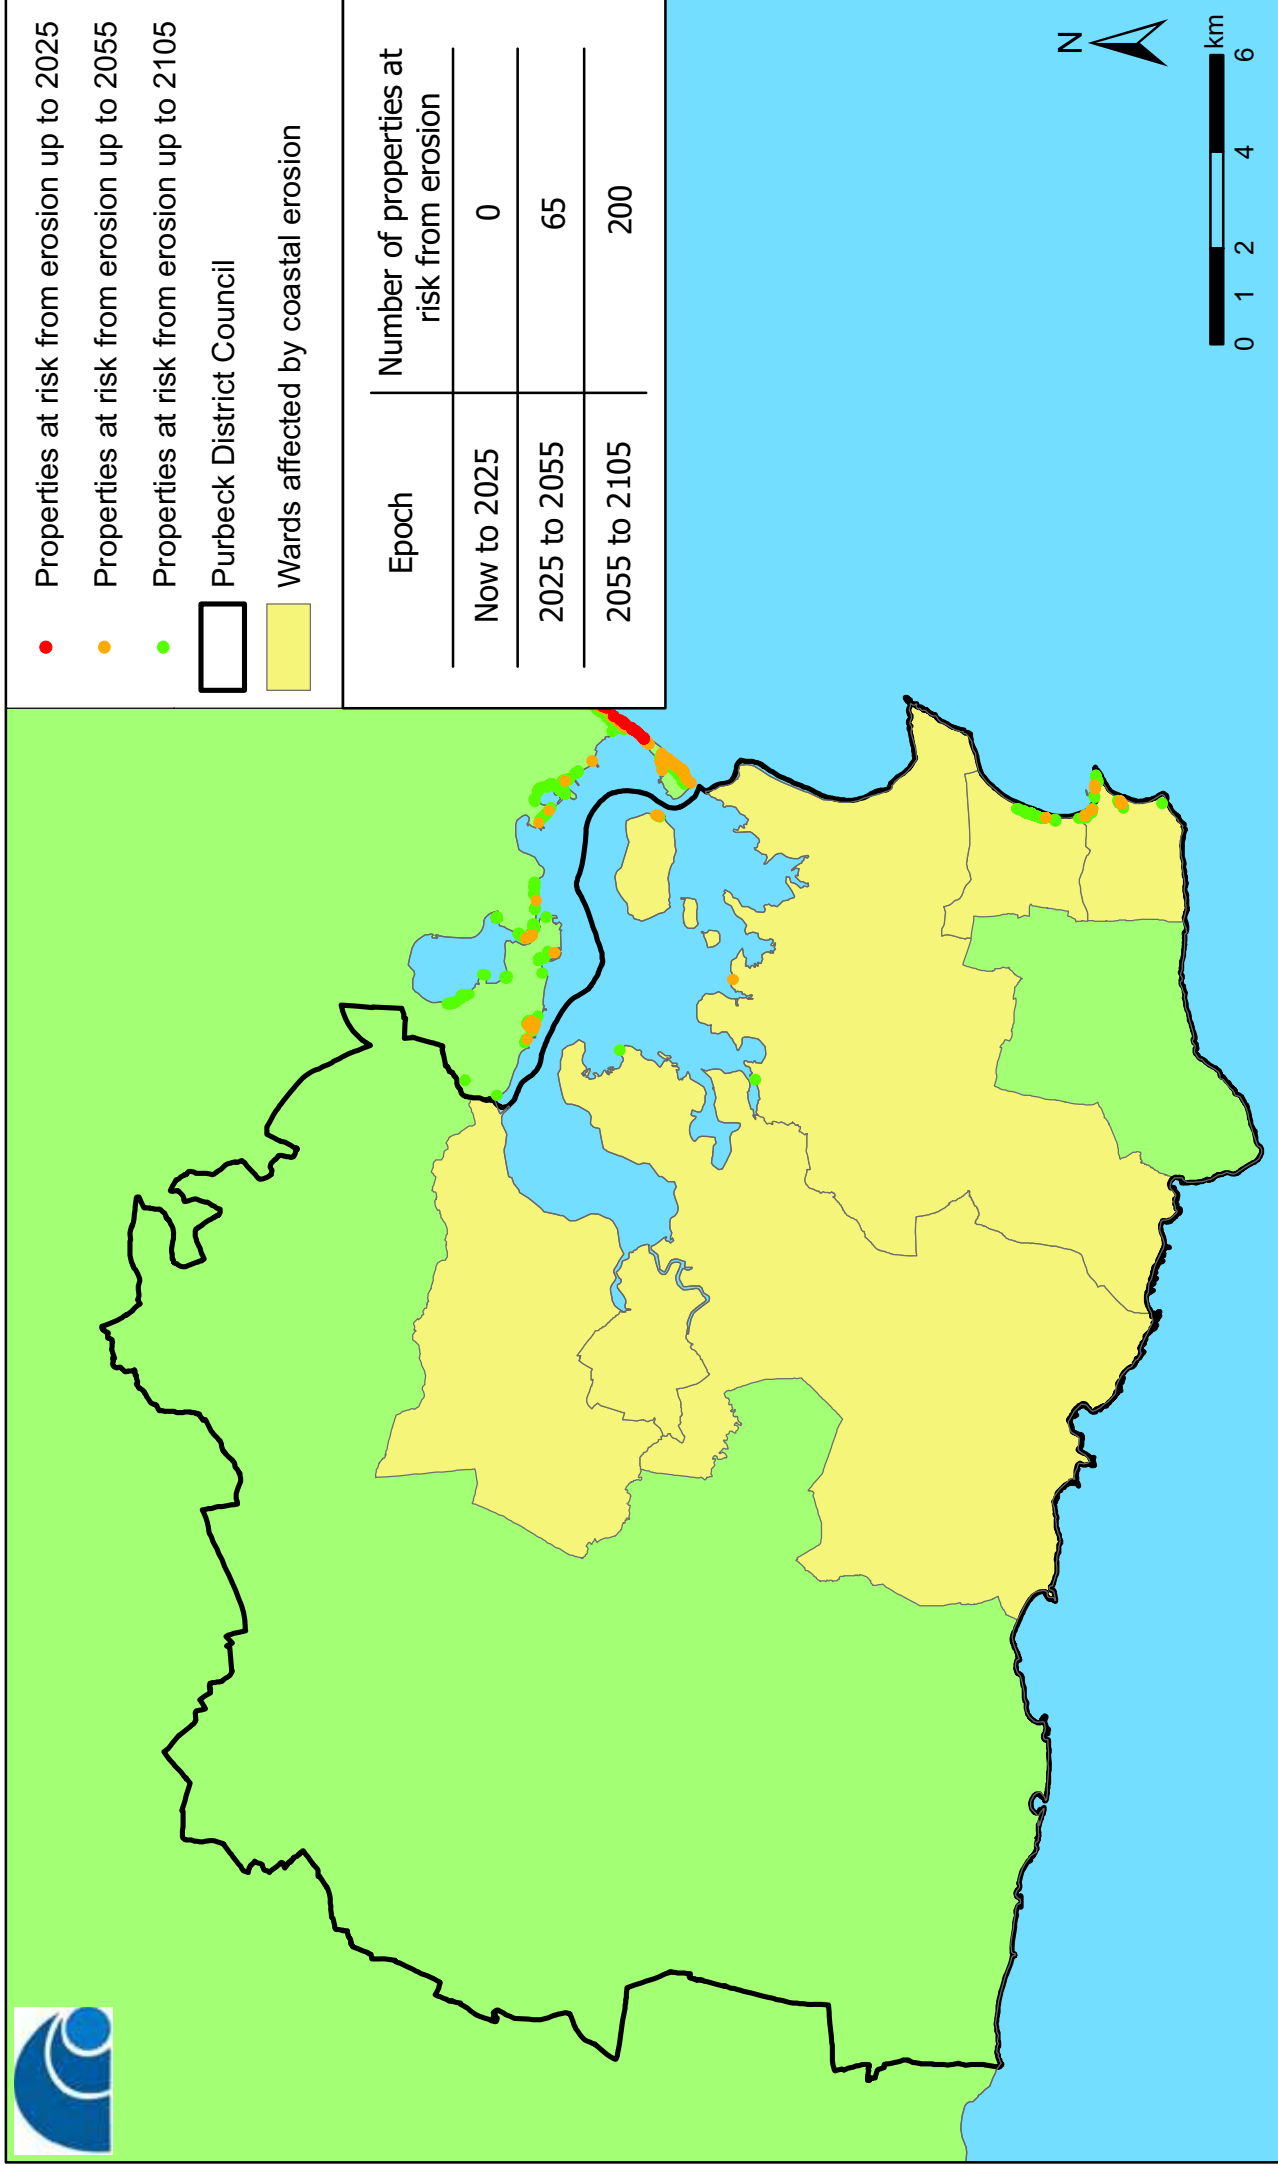 Properties at risk from erosion up to 2025
Properties at risk from erosion up to 2055
Properties at risk from erosion up to 2105
Purbeck District Council
Wards affected by coastal erosion
Epoch
Number of properties at
risk from erosion
Now to 2025 0
2025 to 2055 65
2055 to 2105 200
N
km
0 1 2 4 6